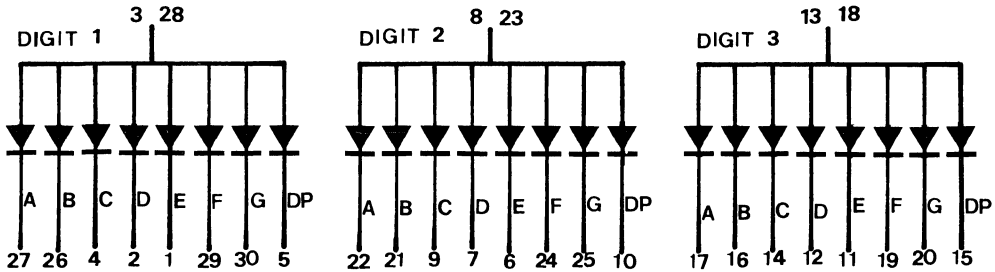 3 28
DIGIT 1
A B C D E F G DP
27 26 4 2 1 29 30 5
8 23
DIGIT 2
A B C D E F G DP
22 21 9 7 6 24 25 10
13 18
DIGIT 3
A B C D E F G DP
17 16 14 12 11 19 20 15